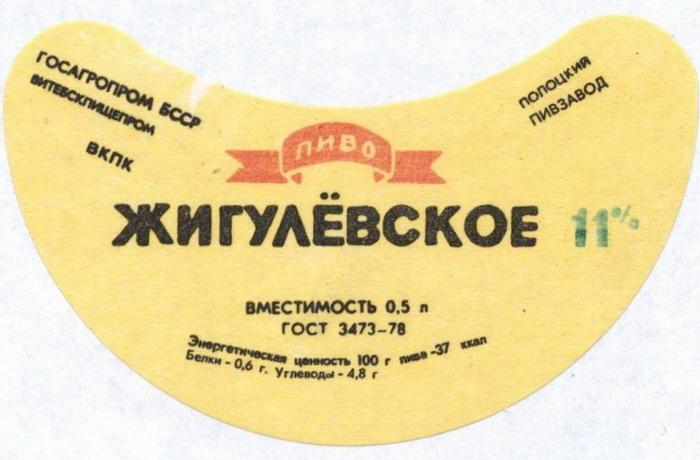 ГОСАГРОПРОМ БССР
ВИТЕБСКПИЩЕПРОМ
ВКПК
ПОЛОЦКИЙ
ПИВЗАВОД
ПИВО
ЖИГУЛЁВСКОЕ 11%
ВМЕСТИМОСТЬ 0,5 л
ГОСТ 3473-78
Энергетическая ценность 100 г пива -37 ккал
Белки - 0,6 г. Углеводы - 4,8 г